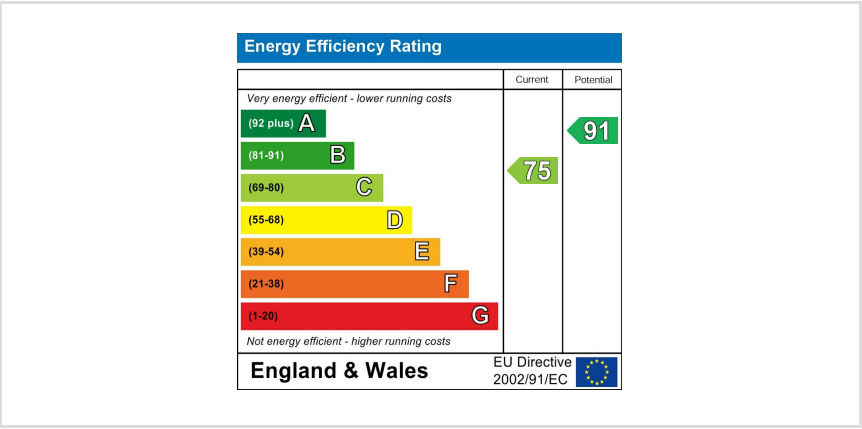 Energy Efficiency Rating
Current Potential
Very energy efficient - lower running costs
(92 plus) A
(81-91) B
(69-80) C
(55-68) D
(39-54) E
(21-38) F
(1-20) G
75
91
Not energy efficient - higher running costs
England & Wales
EU Directive
2002/91/EC